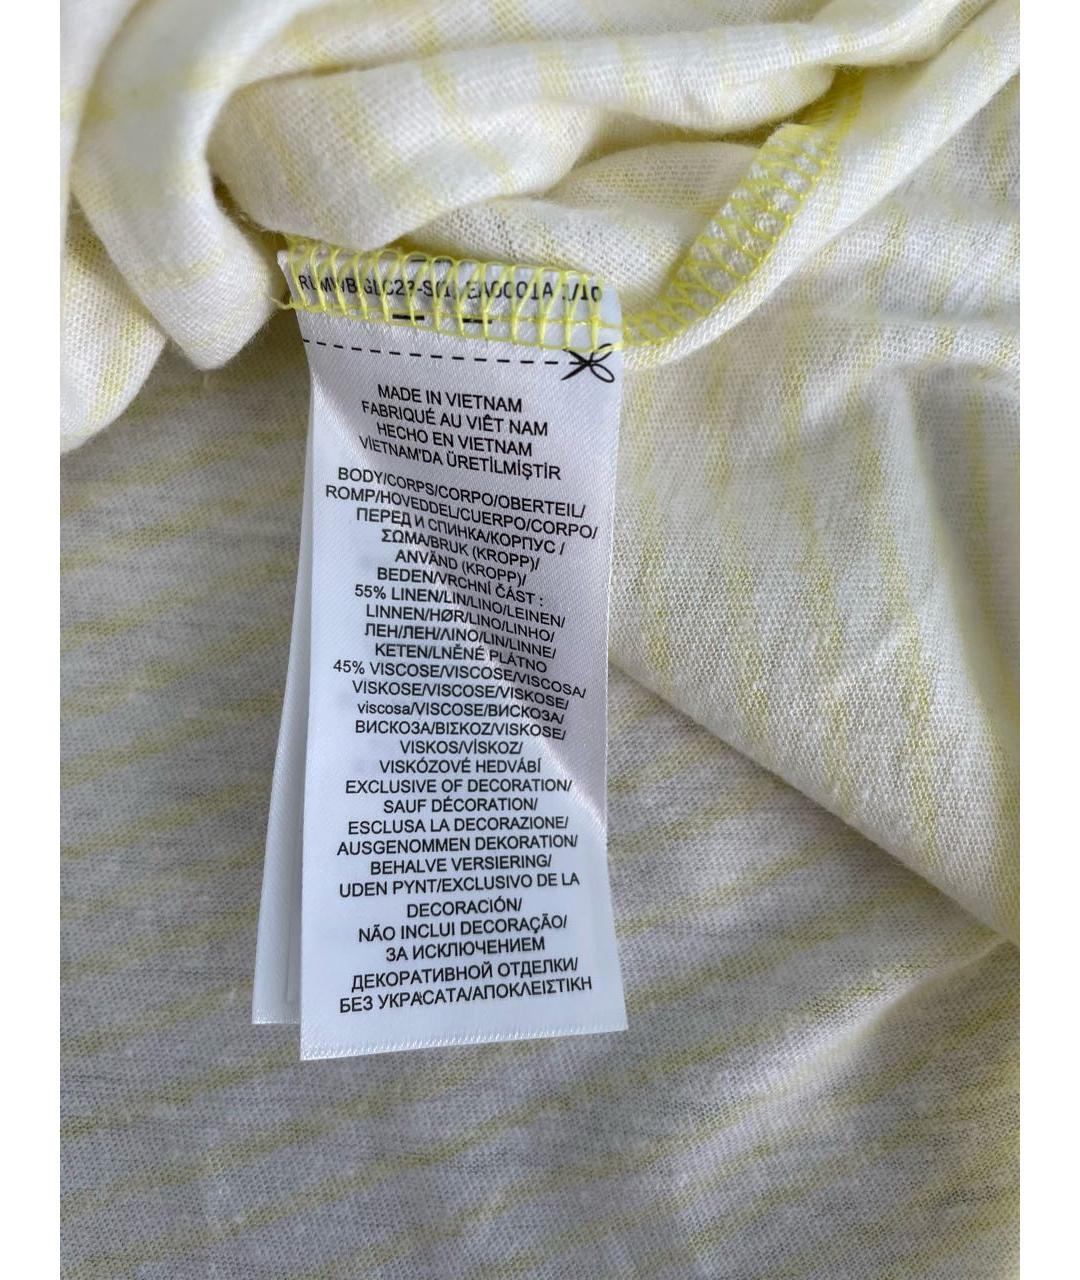 MADE IN VIETNAM
FABRIQUÉ AU VIÊT NAM
HECHO EN VIETNAM
VİETNAM'DA ÜRETİLMİŞTİR
BODY/CORPS/CORPO/OBERTEIL/
ROMP/HOVEDDEL/CUERPO/CORPO/
ПЕРЕД И СПИНКА/КОРПУС /
ΣΩΜΑ/BRUK (KROPP)/
ANVÄND (KROPP)/
BEDEN/VRCHNÍ ČÁST :
55% LINEN/LIN/LINO/LEINEN/
LINNEN/HØR/LINO/LINHO/
ЛЕН/ЛЕН/ΛΙΝΟ/LIN/LINNE/
KETEN/LNĚNÉ PLÁTNO
45% VISCOSE/VISCOSE/VISCOSA/
VISKOSE/VISCOSE/VISKOSE/
viscosa/VISCOSE/ВИСКОЗА/
ВИСКОЗА/ΒΙΣΚΟΖ/VISKOSE/
VISKOS/VİSKOZ/
VISKÓZOVÉ HEDVÁBÍ
EXCLUSIVE OF DECORATION/
SAUF DÉCORATION/
ESCLUSA LA DECORAZIONE/
AUSGENOMMEN DEKORATION/
BEHALVE VERSIERING/
UDEN PYNT/EXCLUSIVO DE LA
DECORACIÓN/
NÃO INCLUI DECORAÇÃO/
ЗА ИСКЛЮЧЕНИЕМ
ДЕКОРАТИВНОЙ ОТДЕЛКИ/
БЕЗ УКРАСАТА/ΑΠΟΚΛΕΙΣΤΙΚΗ